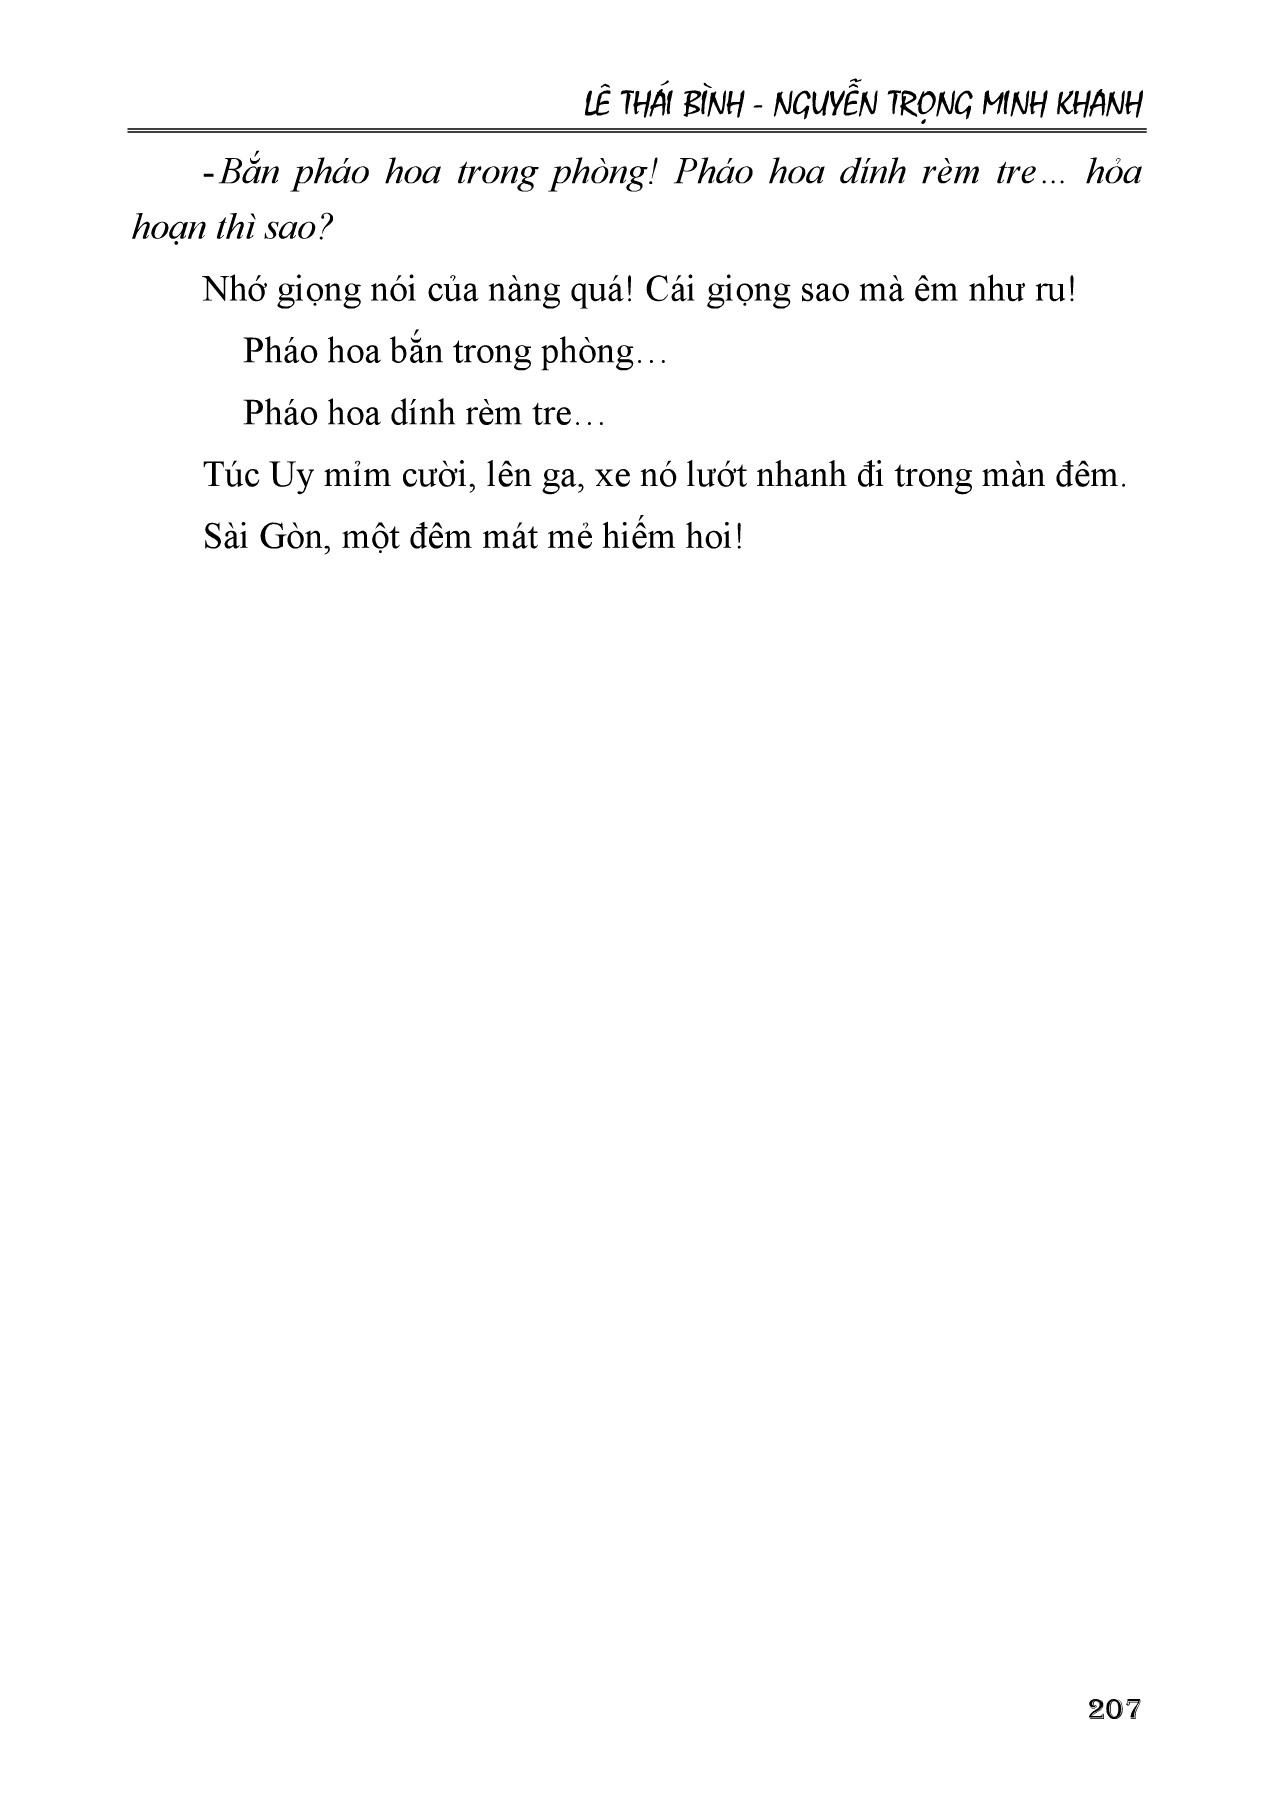 LÊ THÁI BÌNH - NGUYỄN TRỌNG MINH KHANH
- Bắn pháo hoa trong phòng! Pháo hoa dính rèm tre… hỏa
hoạn thì sao?
Nhớ giọng nói của nàng quá! Cái giọng sao mà êm như ru!
Pháo hoa bắn trong phòng…
Pháo hoa dính rèm tre…
Túc Uy mỉm cười, lên ga, xe nó lướt nhanh đi trong màn đêm.
Sài Gòn, một đêm mát mẻ hiếm hoi!
207